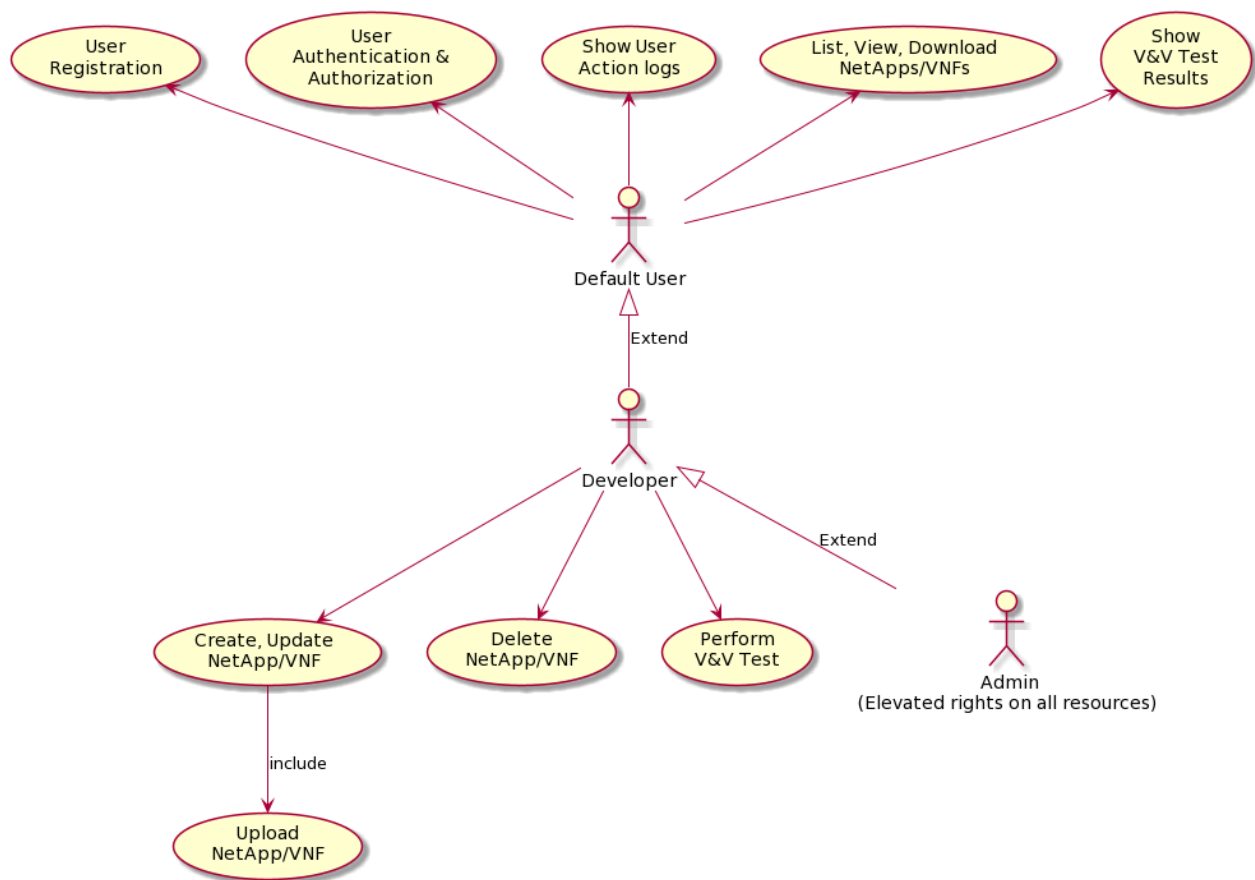 User
Registration
User
Authentication &
Authorization
Show User
Action logs
List, View, Download
NetApps/VNFs
Show
V&V Test
Results
Default User
Extend
Developer
Extend
Create, Update
NetApp/VNF
Delete
NetApp/VNF
Perform
V&V Test
Admin
(Elevated rights on all resources)
include
Upload
NetApp/VNF